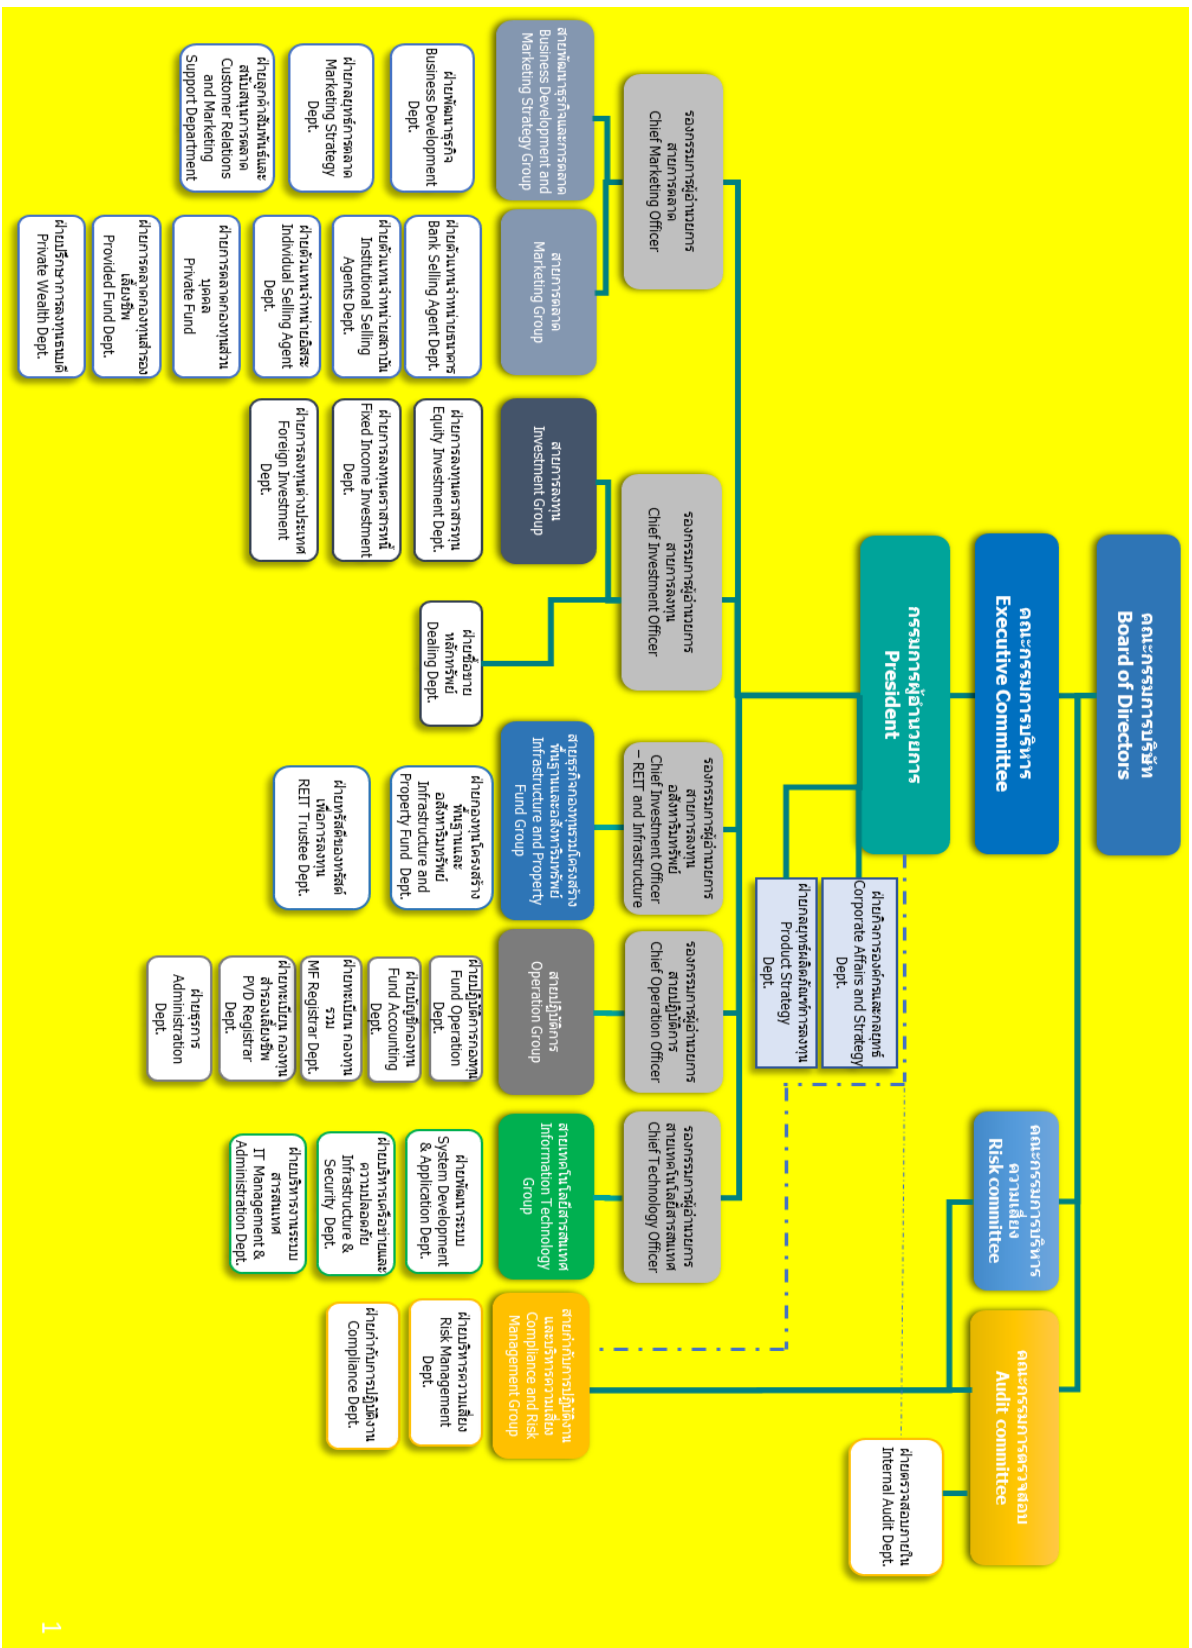 คณะกรรมการบริษัท
Board of Directors
คณะกรรมการบริหาร
Executive Committee
คณะกรรมการบริหาร
ความเสี่ยง
Risk committee
คณะกรรมการตรวจสอบ
Audit committee
กรรมการผู้อำนวยการ
President
ฝ่ายตรวจสอบภายใน
Internal Audit Dept.
ฝ่ายกิจการองค์กรและกลยุทธ์
Corporate Affairs and Strategy
Dept.
ฝ่ายกลยุทธ์ผลิตภัณฑ์การลงทุน
Product Strategy
Dept.
รองกรรมการผู้อำนวยการ
สายการตลาด
Chief Marketing Officer
รองกรรมการผู้อำนวยการ
สายการลงทุน
Chief Investment Officer
รองกรรมการผู้อำนวยการ
สายการลงทุน
อสังหาริมทรัพย์
Chief Investment Officer
– REIT and Infrastructure
รองกรรมการผู้อำนวยการ
สายปฏิบัติการ
Chief Operation Officer
รองกรรมการผู้อำนวยการ
สายเทคโนโลยีสารสนเทศ
Chief Technology Officer
สายพัฒนาธุรกิจและการตลาด
Business Development and
Marketing Strategy Group
สายการตลาด
Marketing Group
สายการลงทุน
Investment Group
สายธุรกิจกองทุนรวมโครงสร้าง
พื้นฐานและอสังหาริมทรัพย์
Infrastructure and Property
Fund Group
สายปฏิบัติการ
Operation Group
สายเทคโนโลยีสารสนเทศ
Information Technology
Group
สายกำกับการปฏิบัติงาน
และบริหารความเสี่ยง
Compliance and Risk
Management Group
ฝ่ายพัฒนาธุรกิจ
Business Development
Dept.
ฝ่ายกลยุทธ์การตลาด
Marketing Strategy
Dept.
ฝ่ายลูกค้าสัมพันธ์และ
สนับสนุนการตลาด
Customer Relations
and Marketing
Support Department
ฝ่ายตัวแทนจำหน่ายธนาคาร
Bank Selling Agent Dept.
ฝ่ายตัวแทนจำหน่ายสถาบัน
Institutional Selling
Agents Dept.
ฝ่ายตัวแทนจำหน่ายอิสระ
Individual Selling Agent
Dept.
ฝ่ายการตลาดกองทุนส่วน
บุคคล
Private Fund
ฝ่ายการตลาดกองทุนสำรอง
เลี้ยงชีพ
Provided Fund Dept.
ฝ่ายปรึกษาการลงทุนธนบดี
Private Wealth Dept.
ฝ่ายการลงทุนตราสารทุน
Equity Investment Dept.
ฝ่ายการลงทุนตราสารหนี้
Fixed Income Investment
Dept.
ฝ่ายการลงทุนต่างประเทศ
Foreign Investment
Dept.
ฝ่ายซื้อขาย
หลักทรัพย์
Dealing Dept.
ฝ่ายกองทุนโครงสร้าง
พื้นฐานและ
อสังหาริมทรัพย์
Infrastructure and
Property Fund  Dept.
ฝ่ายทรัสตีของทรัสต์
เพื่อการลงทุน
REIT Trustee Dept.
ฝ่ายปฏิบัติการกองทุน
Fund Operation
Dept.
ฝ่ายบัญชีกองทุน
Fund Accounting
Dept.
ฝ่ายทะเบียน กองทุน
รวม
MF Registrar Dept.
ฝ่ายทะเบียน กองทุน
สำรองเลี้ยงชีพ
PVD Registrar
Dept.
ฝ่ายธุรการ
Administration
Dept.
ฝ่ายพัฒนาระบบ
System Development
& Application Dept.
ฝ่ายบริหารเครือข่ายและ
ความปลอดภัย
Infrastructure &
Security  Dept.
ฝ่ายบริหารงานระบบ
สารสนเทศ
IT Management &
Administration Dept.
ฝ่ายบริหารความเสี่ยง
Risk Management
Dept.
ฝ่ายกำกับการปฏิบัติงาน
Compliance Dept.
1